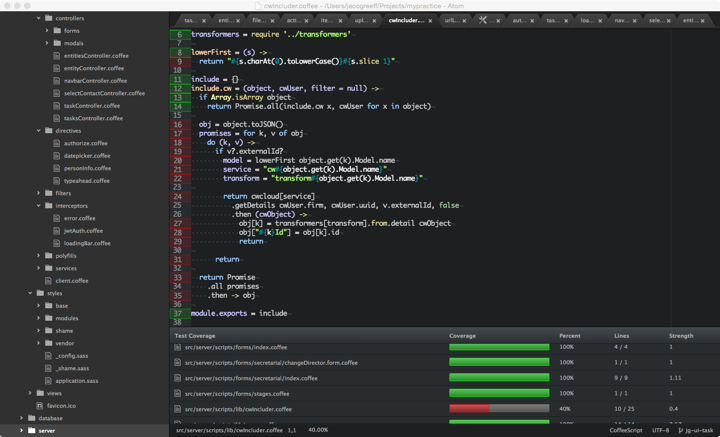 cwIncluder.coffee - /Users/jacogreeff/Projects/mypractice - Atom
controllers
forms
modals
entitiesController.coffee
entityController.coffee
navbarController.coffee
selectContactController.coffee
taskController.coffee
tasksController.coffee
directives
authorize.coffee
datepicker.coffee
personInfo.coffee
typeahead.coffee
filters
interceptors
error.coffee
jwtAuth.coffee
loadingBar.coffee
polyfills
services
client.coffee
styles
base
modules
shame
vendor
_config.sass
_shame.sass
application.sass
views
favicon.ico
database
server
task... enti... file... acti... ite... upl... cwIncluder.... urlL... ... aut... tas... loa... nav... sele... enti...
6 transformers = require '../transformers'
7
8 lowerFirst = (s) ->
9 return "#{s.charAt(0).toLowerCase()}#{s.slice 1}"
10
11 include = {}
12 include.cw = (object, cwUser, filter = null) ->
13 if Array.isArray object
14 return Promise.all(include.cw x, cwUser for x in object)
15
16 obj = object.toJSON()
17 promises = for k, v of obj
18 do (k, v) ->
19 if v?.externalId?
20 model = lowerFirst object.get(k).Model.name
21 service = "cw#{object.get(k).Model.name}"
22 transform = "transform#{object.get(k).Model.name}"
23
24 return cwcloud[service]
25 .getDetails cwUser.firm, cwUser.uuid, v.externalId, false
26 .then (cwObject) ->
27 obj[k] = transformers[transform].from.detail cwObject
28 obj["#{k}Id"] = obj[k].id
29 return
30
31 return
32
33 return Promise
34 .all promises
35 .then -> obj
36
37 module.exports = include
38
Test Coverage Coverage Percent Lines Strength
src/server/scripts/forms/index.coffee 100% 4 / 4 1
src/server/scripts/forms/secretarial/changeDirector.form.coffee 100% 1 / 1 1
src/server/scripts/forms/secretarial/index.coffee 100% 9 / 9 1.11
src/server/scripts/forms/stages.coffee 100% 1 / 1 1
src/server/scripts/lib/cwIncluder.coffee 40% 10 / 25 0.4
src/server/scripts/lib/cwIncluder.coffee 1,1 40.00% CoffeeScript UTF-8 jg-ui-task